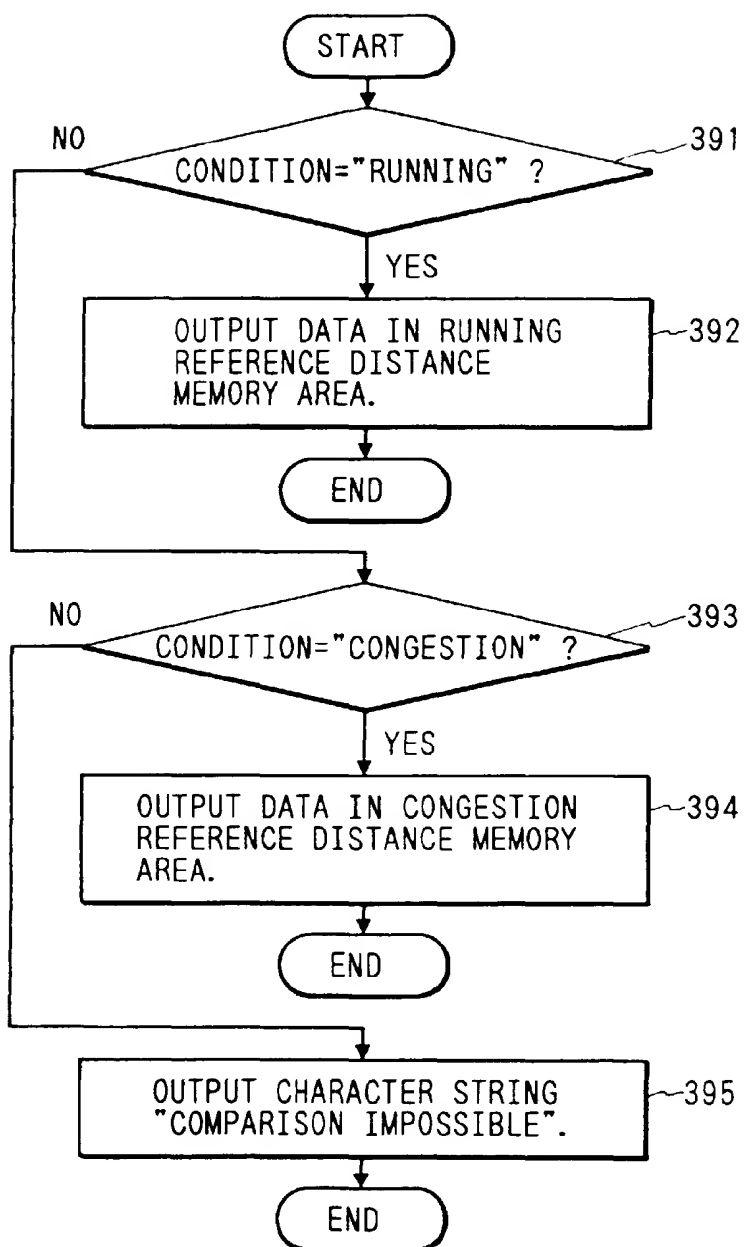 START
NO
391
CONDITION="RUNNING" ?
YES
OUTPUT DATA IN RUNNING
REFERENCE DISTANCE
MEMORY AREA.
392
END
NO
393
CONDITION="CONGESTION" ?
YES
OUTPUT DATA IN CONGESTION
REFERENCE DISTANCE MEMORY
AREA.
394
END
OUTPUT CHARACTER STRING
"COMPARISON IMPOSSIBLE".
395
END